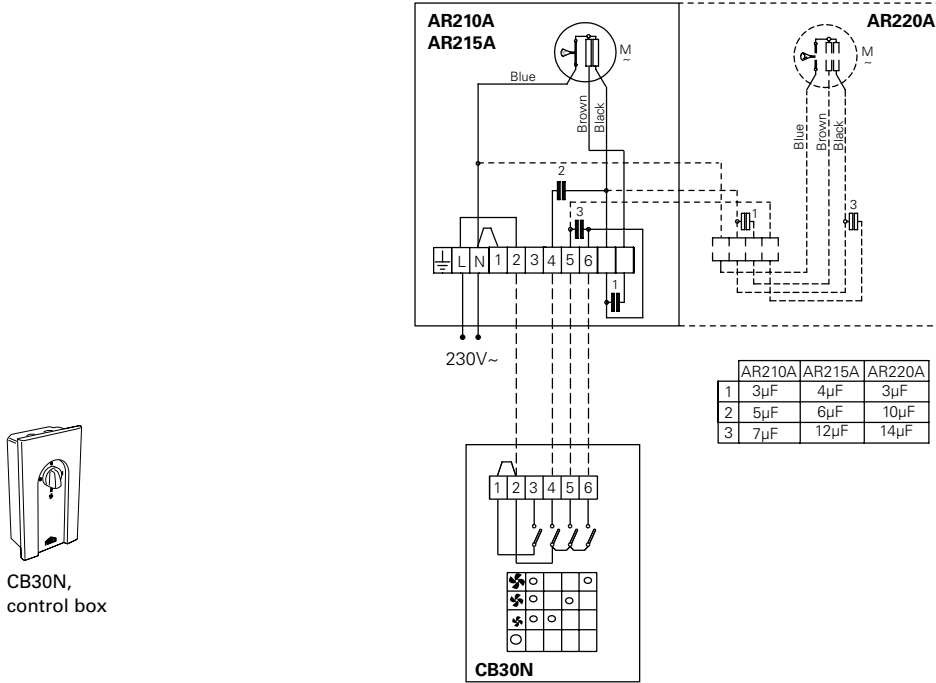 AR210A
AR215A
AR220A
M
~
M
~
Blue
Brown
Black
Blue
Brown
Black
2
3
1
3
1
L N 1 2 3 4 5 6
230V~
AR210A AR215A AR220A
1 3µF 4µF 3µF
2 5µF 6µF 10µF
3 7µF 12µF 14µF
1 2 3 4 5 6
CB30N
CB30N,
control box